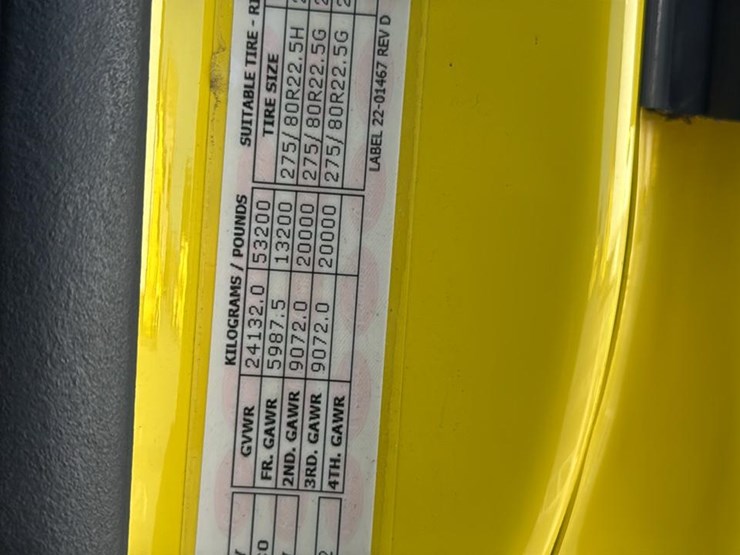 KILOGRAMS / POUNDS SUITABLE TIRE -
GVWR 24132.0 53200 TIRE SIZE
FR. GAWR 5987.5 13200 275/80R22.5H
2ND. GAWR 9072.0 20000 275/80R22.5G
3RD. GAWR 9072.0 20000 275/80R22.5G
4TH. GAWR
LABEL 22-01467 REV D